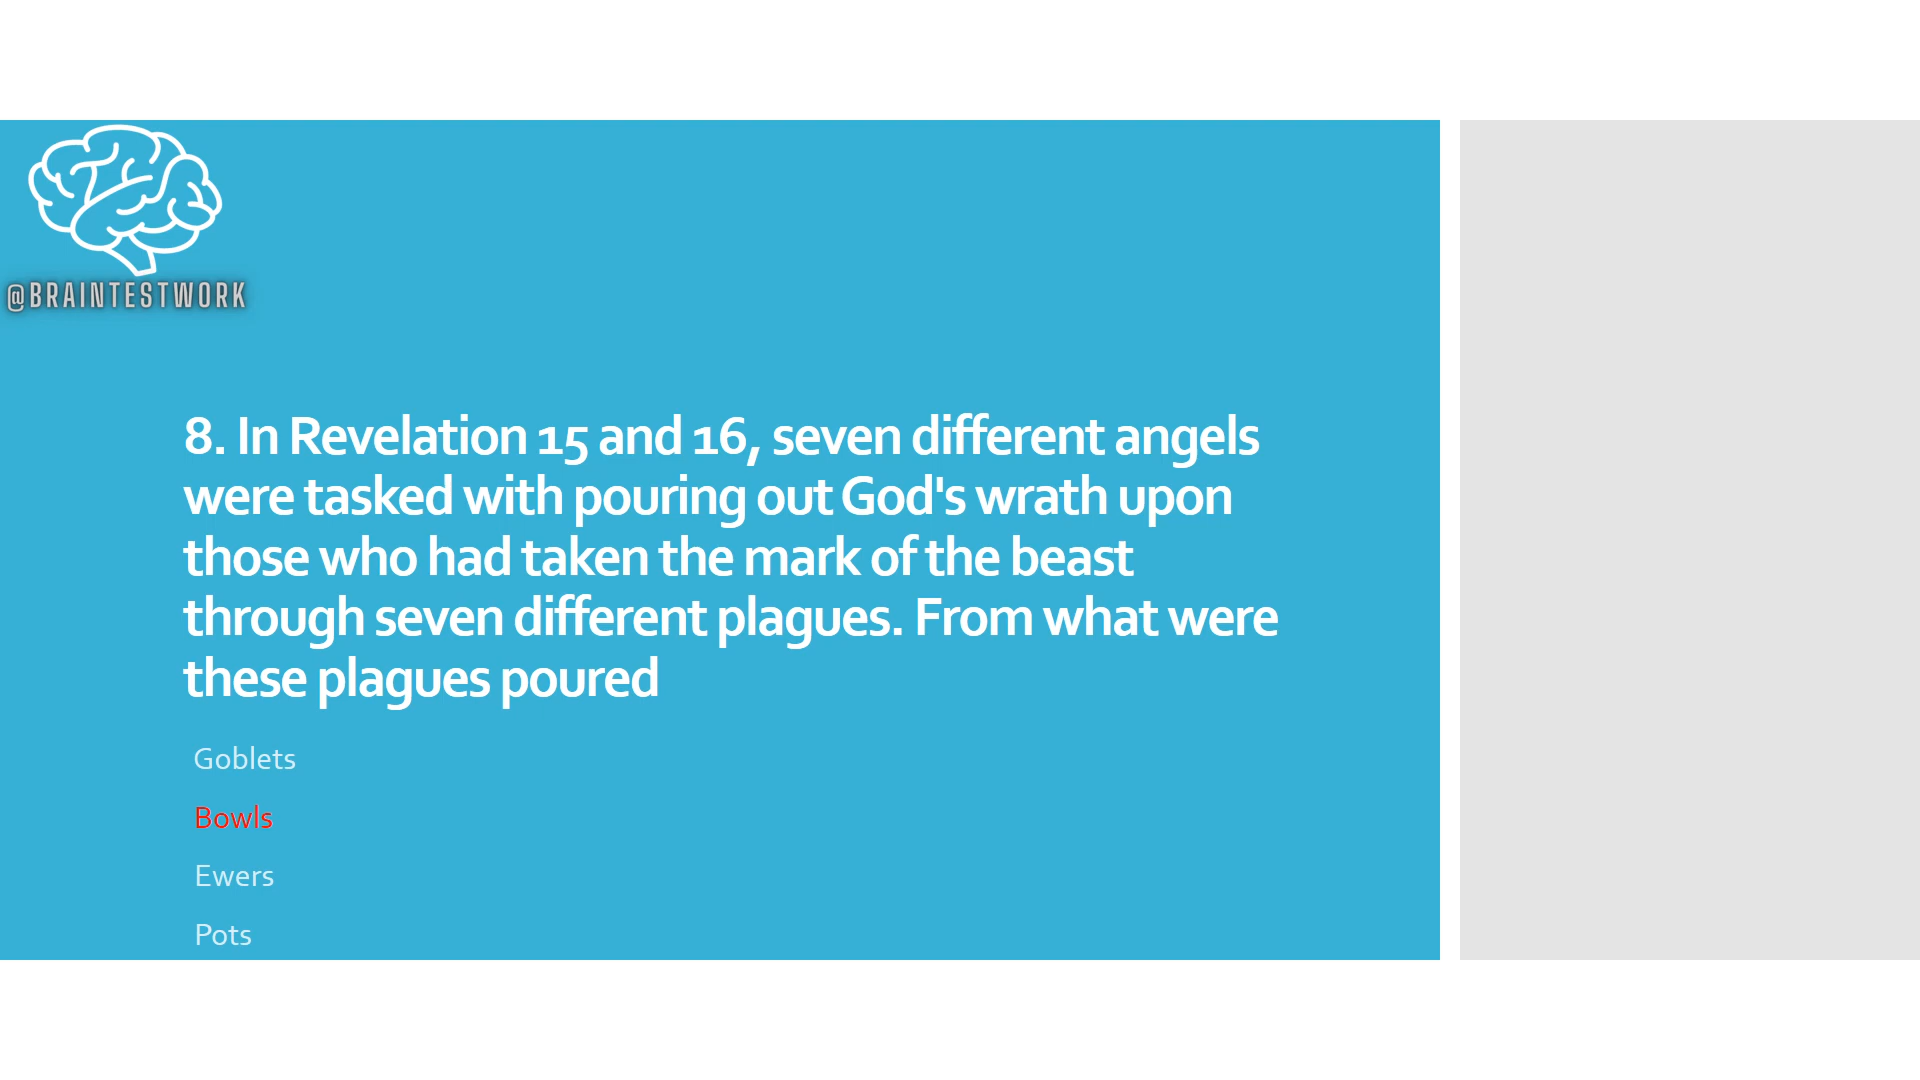 @BRAINTESTWORK
8. In Revelation 15 and 16, seven different angels
were tasked with pouring out God's wrath upon
those who had taken the mark of the beast
through seven different plagues. From what were
these plagues poured
Goblets
Bowls
Ewers
Pots